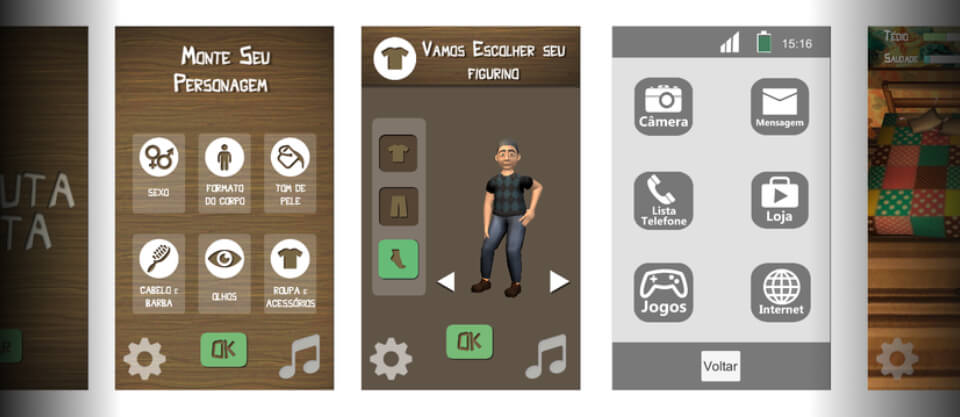 UTA
TA
R
Monte Seu
Personagem
SEXO
FORMATO
DO CORPO
TOM DE
PELE
CABELO E
BARBA
OLHOS
ROUPA E
ACESSÓRIOS
OK
Vamos Escolher seu
figurino
OK
15:16
Câmera
Mensagem
Lista
Telefone
Loja
Jogos
Internet
Voltar
Tédio
Saudade